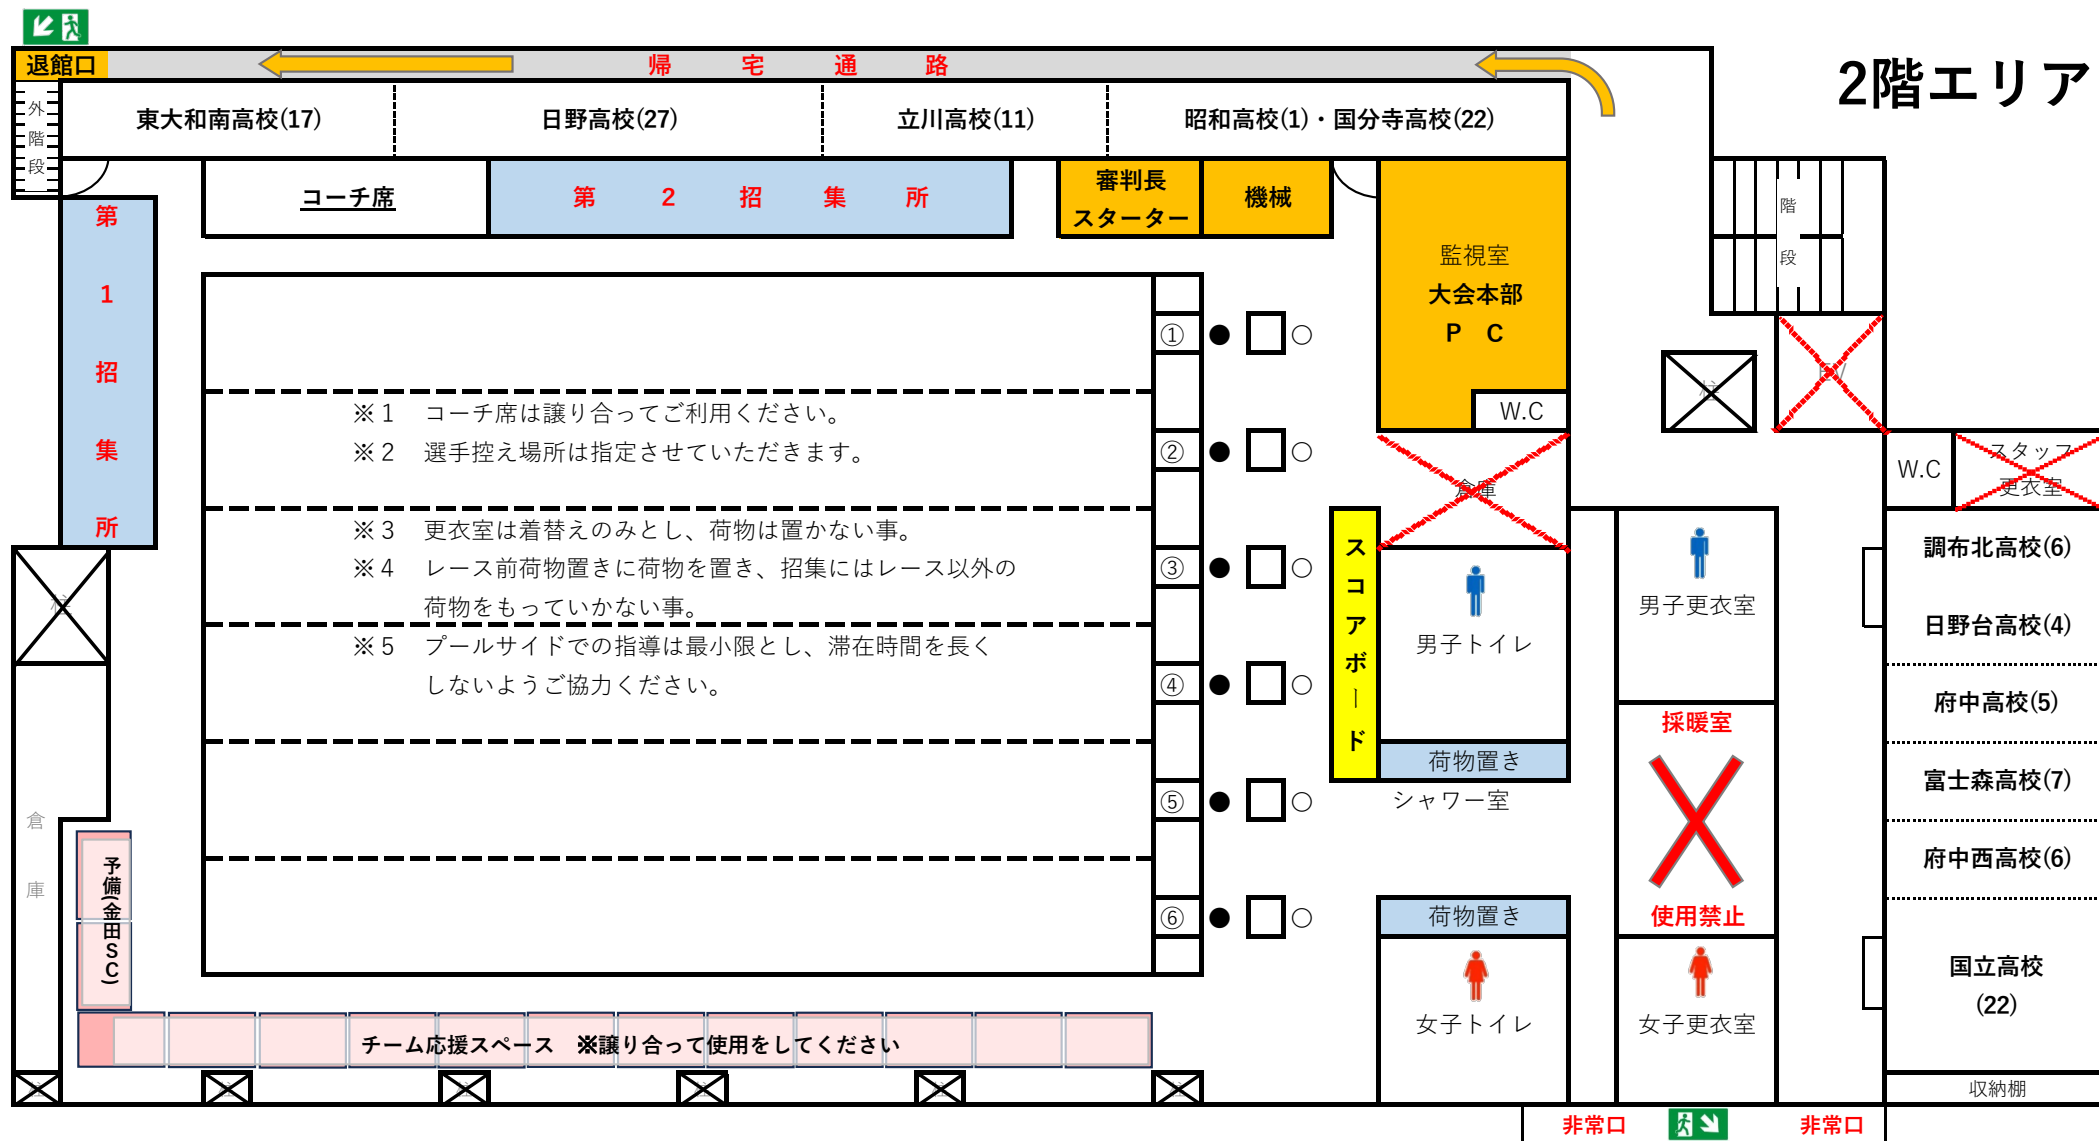 2階エリア
退館口
帰宅通路
外階段
東大和南高校(17)
日野高校(27)
立川高校(11)
昭和高校(1)・国分寺高校(22)
コーチ席
第2招集所
審判長
スターター
機械
第1招集所
監視室
大会本部
P C
W.C
階段
EV
柱
①
②
③
④
⑤
⑥
※1 コーチ席は譲り合ってご利用ください。
※2 選手控え場所は指定させていただきます。
※3 更衣室は着替えのみとし、荷物は置かない事。
※4 レース前荷物置きに荷物を置き、招集にはレース以外の
荷物をもっていかない事。
※5 プールサイドでの指導は最小限とし、滞在時間を長く
しないようご協力ください。
倉庫
W.C
スタッフ
更衣室
スコアボード
男子トイレ
男子更衣室
荷物置き
シャワー室
採暖室
使用禁止
荷物置き
女子トイレ
女子更衣室
調布北高校(6)
日野台高校(4)
府中高校(5)
富士森高校(7)
府中西高校(6)
国立高校
(22)
収納棚
柱
倉庫
予備(金田SC)
チーム応援スペース ※譲り合って使用をしてください
柱
柱
柱
柱
柱
柱
非常口
非常口